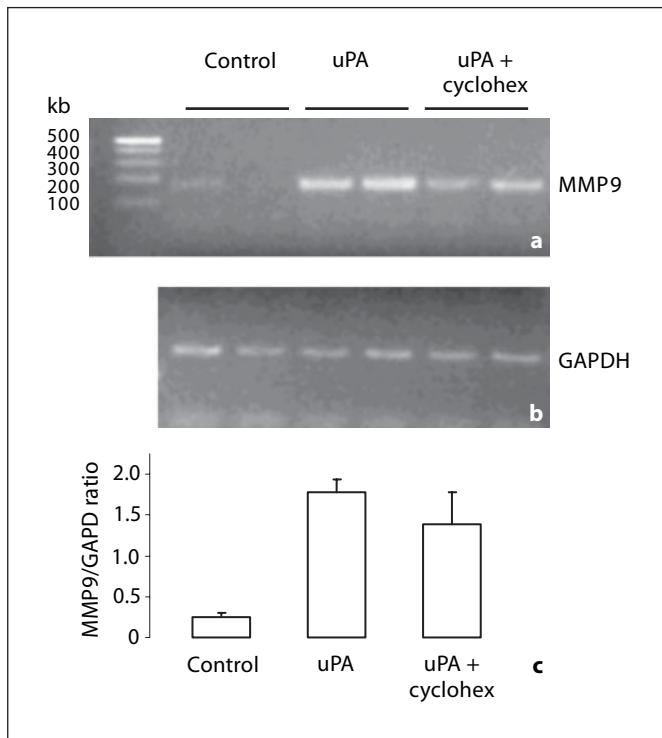 Control uPA uPA +
cyclohex
kb
500
400
300
200
100
MMP9
a
GAPDH
b
MMP9/GAPD ratio
2.0
1.5
1.0
0.5
0
Control uPA uPA +
cyclohex
c